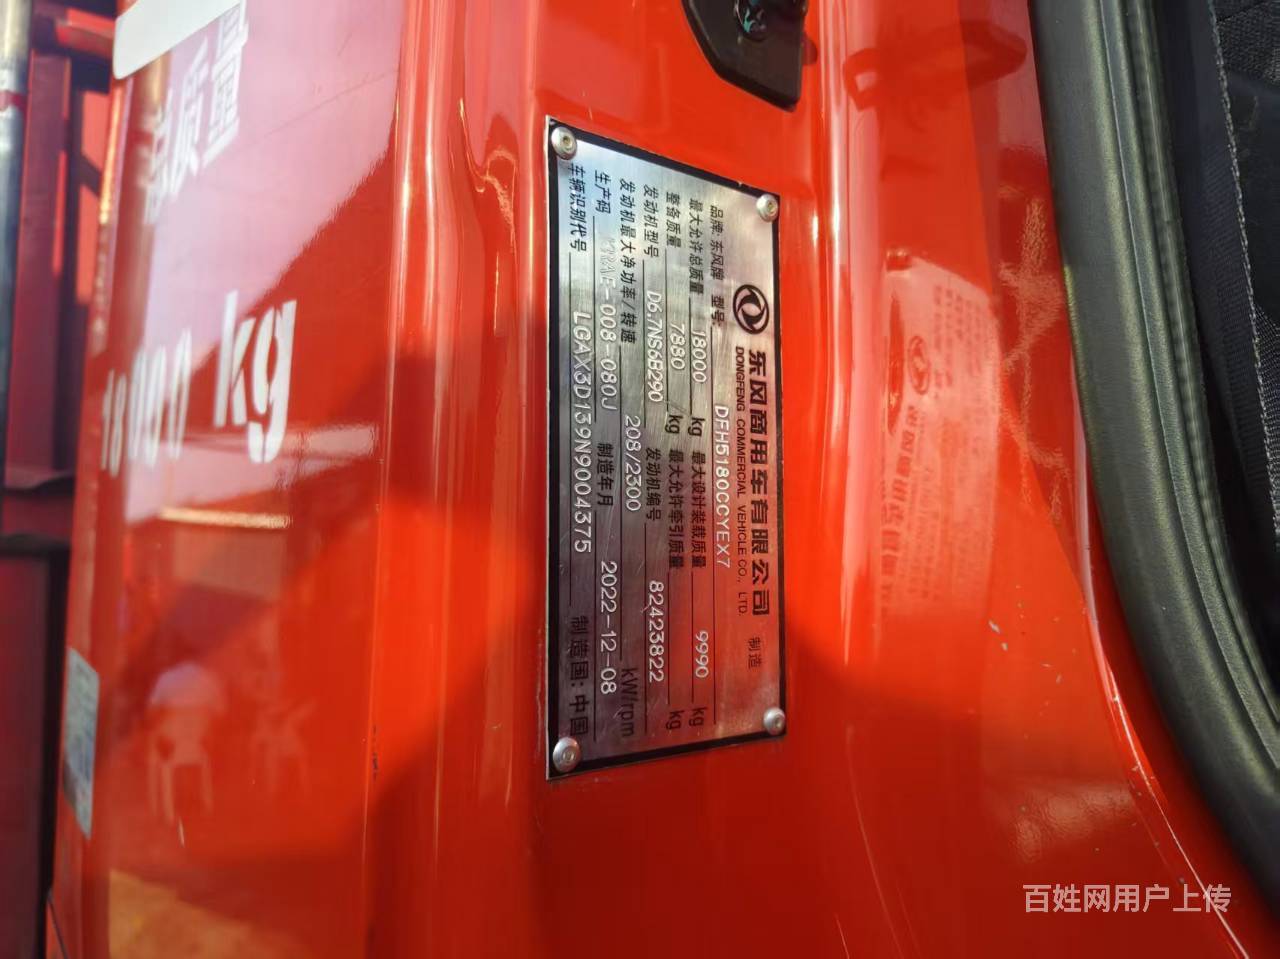 总质量
18000 kg
东风商用车有限公司 制造
DONGFENG COMMERCIAL VEHICLE CO., LTD.
品牌: 东风牌 型号 DFH5180CCYEX7
最大允许总质量 18000 kg 最大设计装载质量 9990 kg
整备质量 7880 kg 最大允许牵引质量 kg
发动机型号 D6.7NS6B290 发动机编号 82423822
发动机最大净功率/转速 208/2300 kW/rpm
生产码 008-080J 制造年月 2022-12-08
车辆识别代号 LGAX3D139N9004375 制造国: 中国
百姓网用户上传